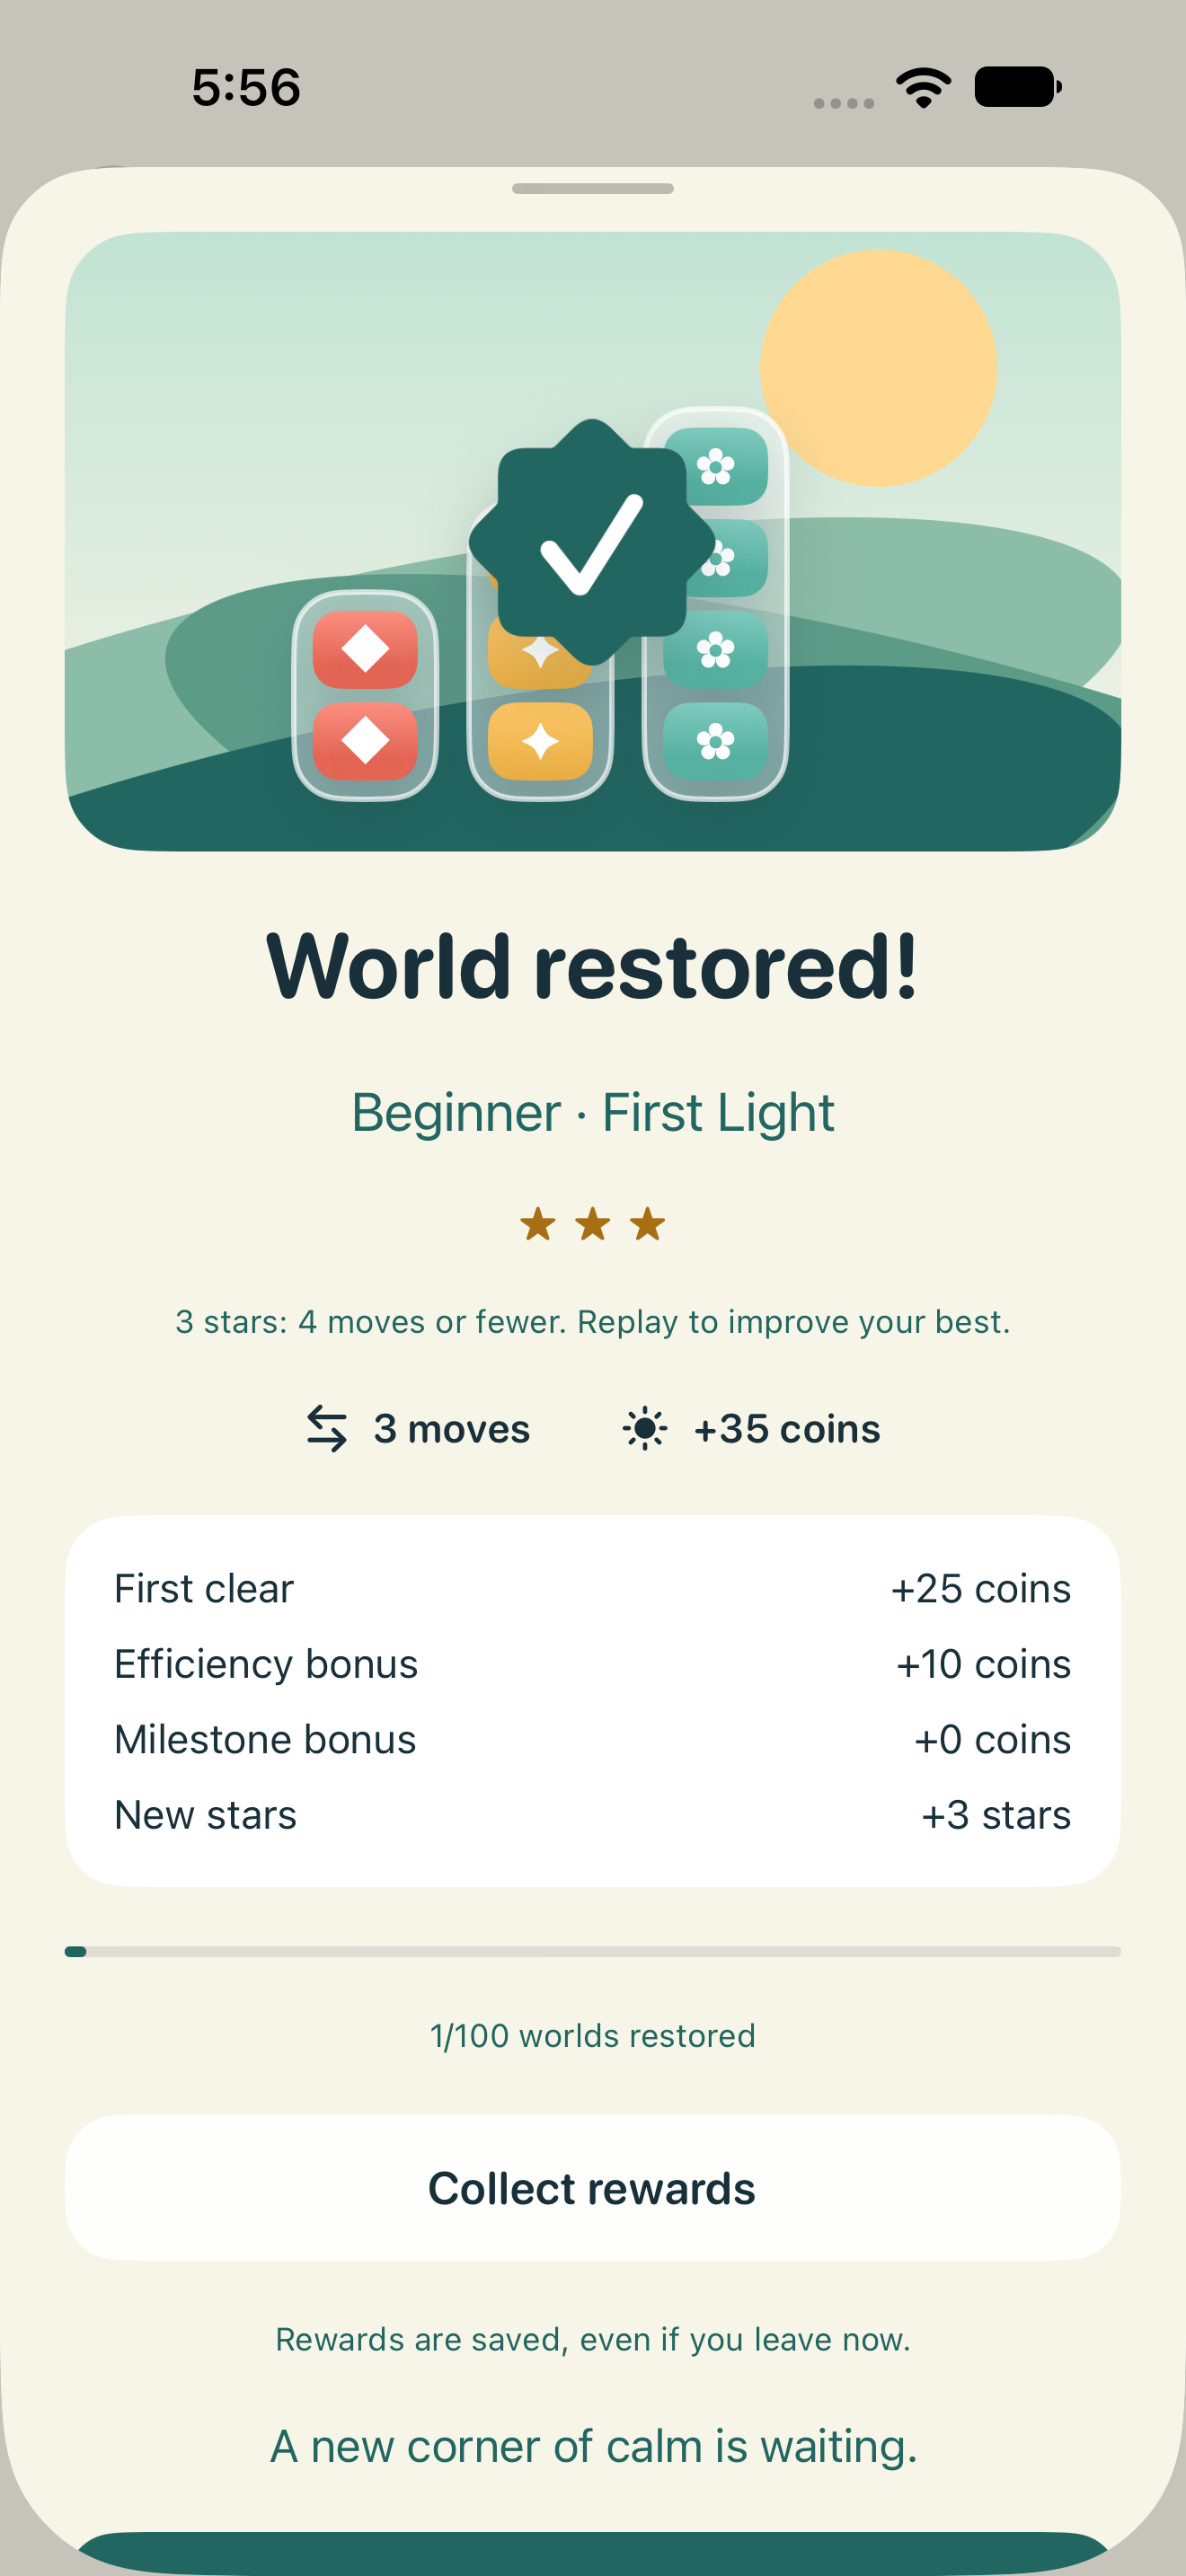 5:56
World restored!
Beginner · First Light
3 stars: 4 moves or fewer. Replay to improve your best.
3 moves
+35 coins
First clear
+25 coins
Efficiency bonus
+10 coins
Milestone bonus
+0 coins
New stars
+3 stars
1/100 worlds restored
Collect rewards
Rewards are saved, even if you leave now.
A new corner of calm is waiting.